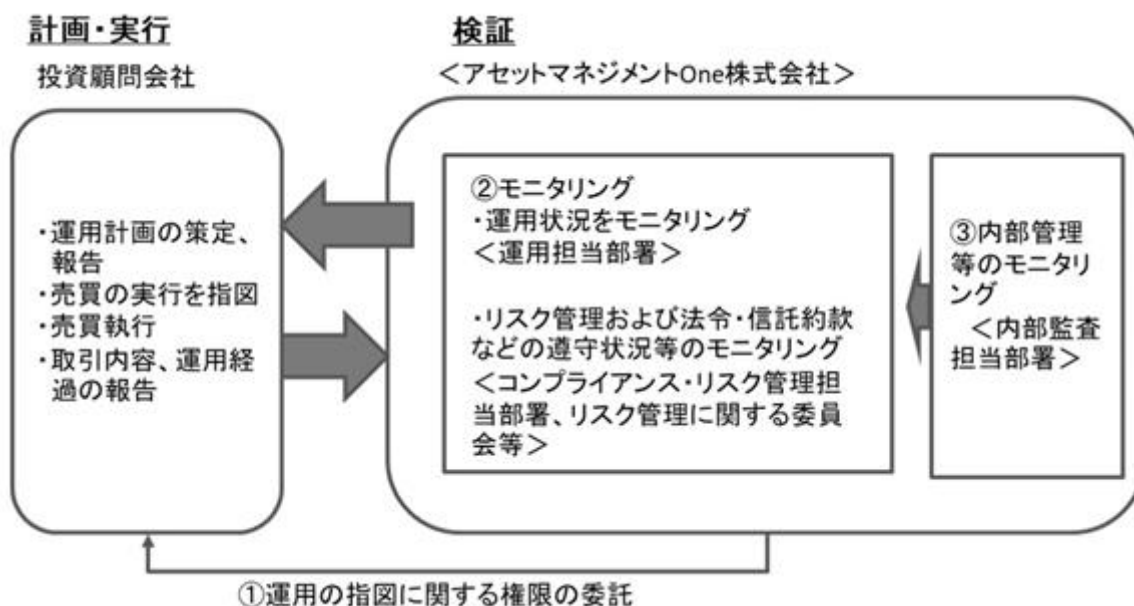 計画・実行
投資顧問会社
・運用計画の策定、
報告
・売買の実行を指図
・売買執行
・取引内容、運用経
過の報告
検証
＜アセットマネジメントOne株式会社＞
②モニタリング
・運用状況をモニタリング
＜運用担当部署＞
・リスク管理および法令・信託約款
などの遵守状況等のモニタリング
＜コンプライアンス・リスク管理担
当部署、リスク管理に関する委員
会等＞
③内部管理
等のモニタリ
ング
＜内部監査
担当部署＞
①運用の指図に関する権限の委託